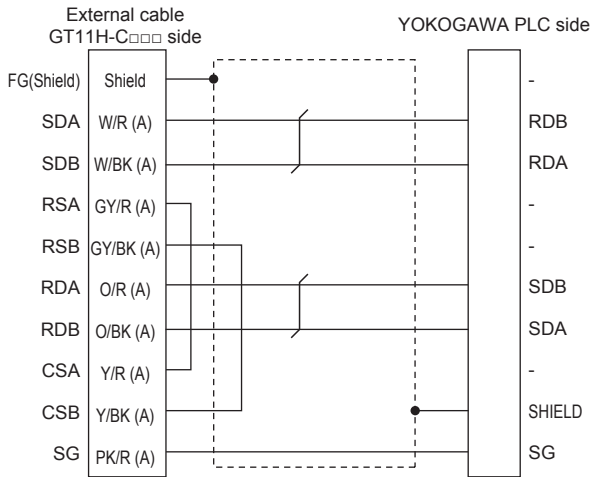 External cable
GT11H-C□□□ side
YOKOGAWA PLC side
FG(Shield) Shield -
SDA W/R (A) RDB
SDB W/BK (A) RDA
RSA GY/R (A) -
RSB GY/BK (A) -
RDA O/R (A) SDB
RDB O/BK (A) SDA
CSA Y/R (A) -
CSB Y/BK (A) SHIELD
SG PK/R (A) SG